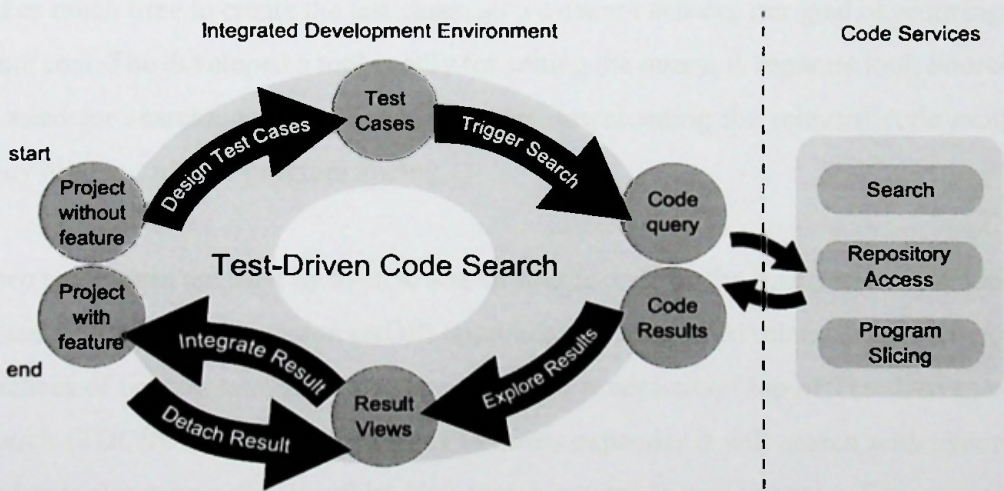 Integrated Development Environment
Code Services
Test
Cases
Design Test Cases
Trigger Search
start
Project
without
feature
Code
query
Search
Test-Driven Code Search
Repository
Access
Project
with
feature
Code
Results
Program
Slicing
end
Integrate Result
Explore Results
Detach Result
Result
Views